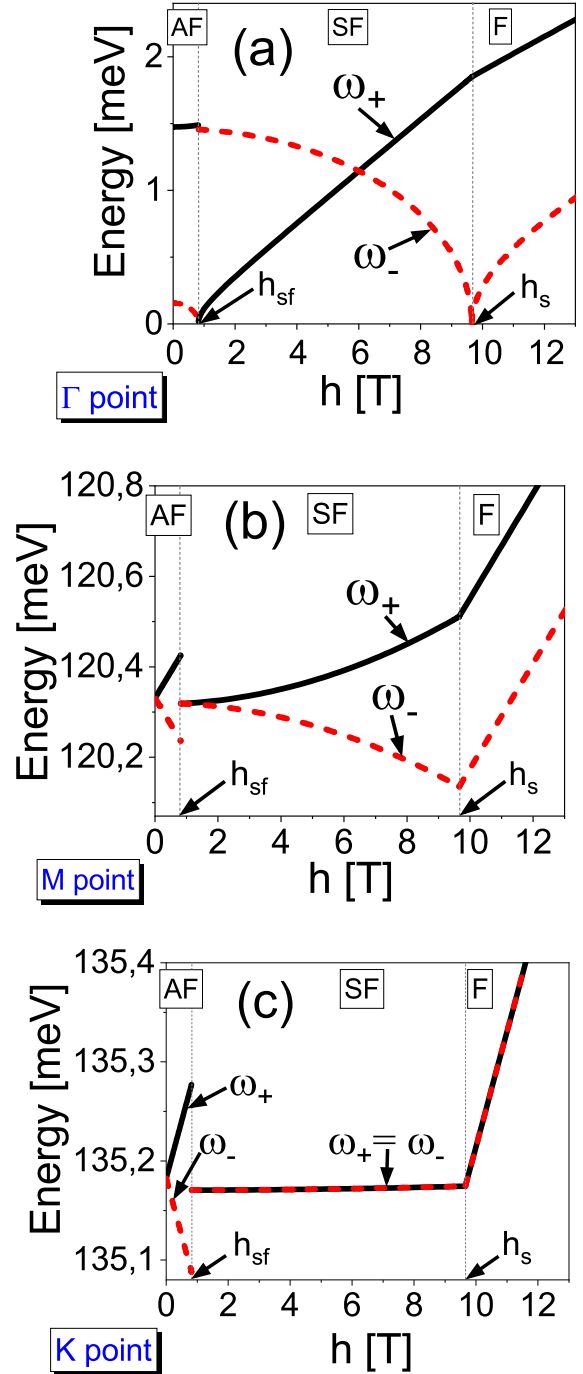 AF SF F
(a)
2
1
0
Energy [meV]
ω+
ω-
hsf
hs
0 2 4 6 8 10 12
h [T]
Γ point
120,8
120,6
120,4
120,2
Energy [meV]
AF SF F
(b)
ω+
ω-
hsf
hs
0 2 4 6 8 10 12
h [T]
M point
135,4
135,3
135,2
135,1
Energy [meV]
AF SF F
(c)
ω+
ω-
ω+= ω-
hsf
hs
0 2 4 6 8 10 12
h [T]
K point